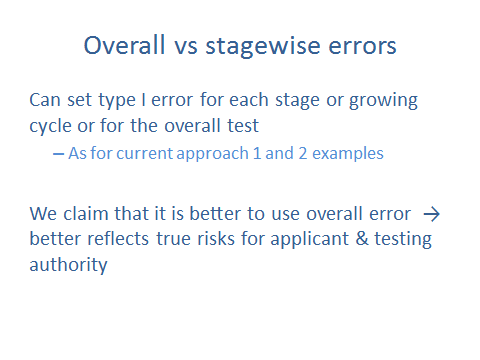 Overall vs stagewise errors
Can set type I error for each stage or growing
cycle or for the overall test
– As for current approach 1 and 2 examples
We claim that it is better to use overall error →
better reflects true risks for applicant & testing
authority